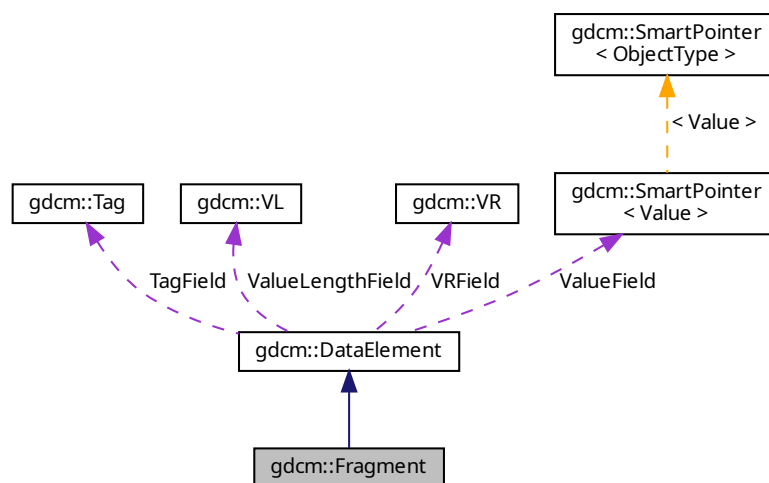 gdcm::SmartPointer
< ObjectType >
< Value >
gdcm::Tag
gdcm::VL
gdcm::VR
gdcm::SmartPointer
< Value >
TagField
ValueLengthField
VRField
ValueField
gdcm::DataElement
gdcm::Fragment